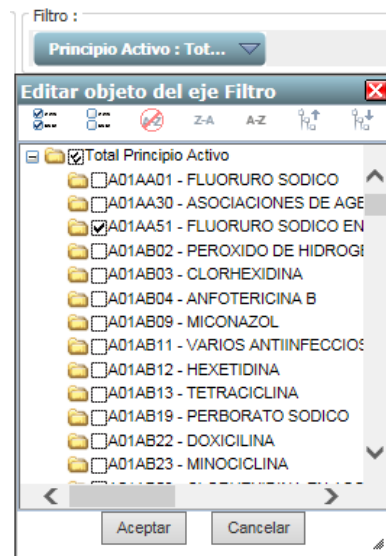 Filtro :
Principio Activo : Tot...
Editar objeto del eje Filtro
A-Z Z-A A-Z
Total Principio Activo
A01AA01 - FLUORURO SODICO
A01AA30 - ASOCIACIONES DE AGE
A01AA51 - FLUORURO SODICO EN
A01AB02 - PEROXIDO DE HIDROGE
A01AB03 - CLORHEXIDINA
A01AB04 - ANFOTERICINA B
A01AB09 - MICONAZOL
A01AB11 - VARIOS ANTIINFECCIOS
A01AB12 - HEXETIDINA
A01AB13 - TETRACICLINA
A01AB19 - PERBORATO SODICO
A01AB22 - DOXICILINA
A01AB23 - MINOCICLINA
Aceptar Cancelar